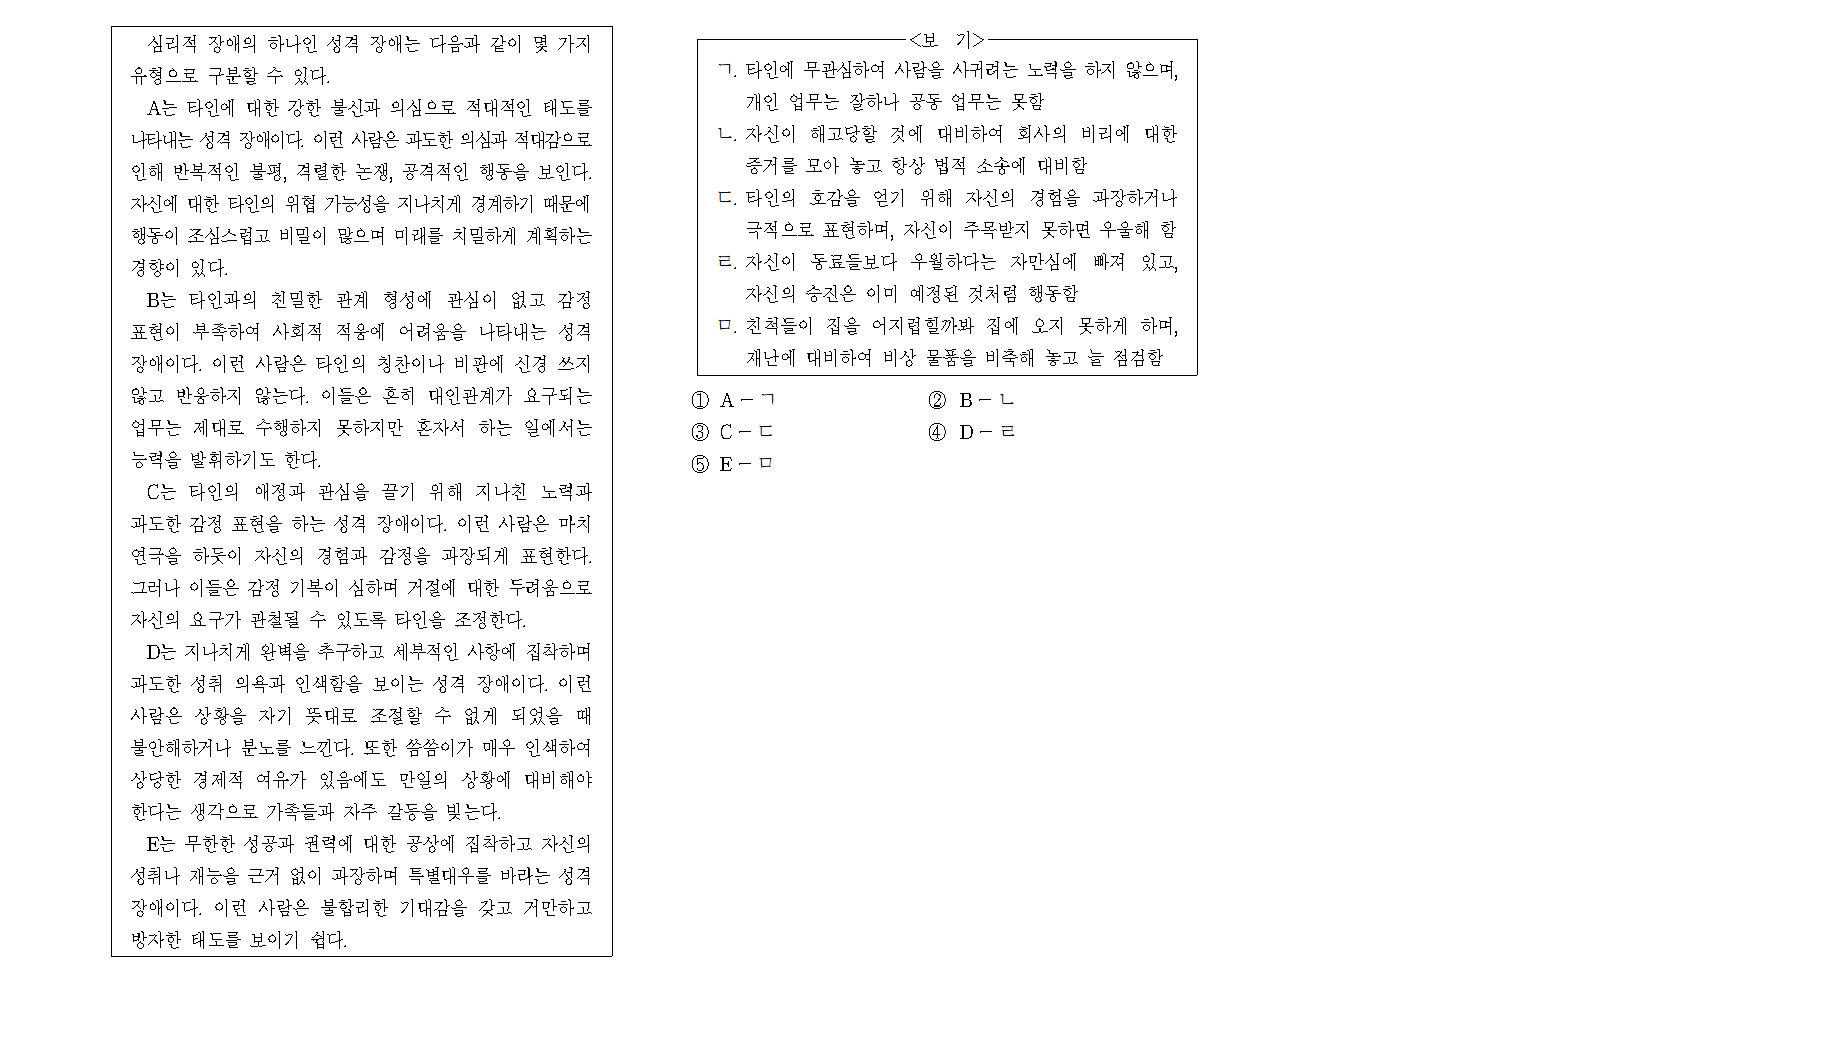 심리적 장애의 하나인 성격 장애는 다음과 같이 몇 가지
유형으로 구분할 수 있다.
A는 타인에 대한 강한 불신과 의심으로 적대적인 태도를
나타내는 성격 장애이다. 이런 사람은 과도한 의심과 적대감으로
인해 반복적인 불평, 격렬한 논쟁, 공격적인 행동을 보인다.
자신에 대한 타인의 위협 가능성을 지나치게 경계하기 때문에
행동이 조심스럽고 비밀이 많으며 미래를 치밀하게 계획하는
경향이 있다.
B는 타인과의 친밀한 관계 형성에 관심이 없고 감정
표현이 부족하여 사회적 적응에 어려움을 나타내는 성격
장애이다. 이런 사람은 타인의 칭찬이나 비판에 신경 쓰지
않고 반응하지 않는다. 이들은 흔히 대인관계가 요구되는
업무는 제대로 수행하지 못하지만 혼자서 하는 일에서는
능력을 발휘하기도 한다.
C는 타인의 애정과 관심을 끌기 위해 지나친 노력과
과도한 감정 표현을 하는 성격 장애이다. 이런 사람은 마치
연극을 하듯이 자신의 경험과 감정을 과장되게 표현한다.
그러나 이들은 감정 기복이 심하며 거절에 대한 두려움으로
자신의 요구가 관철될 수 있도록 타인을 조정한다.
D는 지나치게 완벽을 추구하고 세부적인 사항에 집착하며
과도한 성취 의욕과 인색함을 보이는 성격 장애이다. 이런
사람은 상황을 자기 뜻대로 조절할 수 없게 되었을 때
불안해하거나 분노를 느낀다. 또한 씀씀이가 매우 인색하여
상당한 경제적 여유가 있음에도 만일의 상황에 대비해야
한다는 생각으로 가족들과 자주 갈등을 빚는다.
E는 무한한 성공과 권력에 대한 공상에 집착하고 자신의
성취나 재능을 근거 없이 과장하며 특별대우를 바라는 성격
장애이다. 이런 사람은 불합리한 기대감을 갖고 거만하고
방자한 태도를 보이기 쉽다.
<보 기>
ㄱ. 타인에 무관심하여 사람을 사귀려는 노력을 하지 않으며,
개인 업무는 잘하나 공동 업무는 못함
ㄴ. 자신이 해고당할 것에 대비하여 회사의 비리에 대한
증거를 모아 놓고 항상 법적 소송에 대비함
ㄷ. 타인의 호감을 얻기 위해 자신의 경험을 과장하거나
극적으로 표현하며, 자신이 주목받지 못하면 우울해 함
ㄹ. 자신이 동료들보다 우월하다는 자만심에 빠져 있고,
자신의 승진은 이미 예정된 것처럼 행동함
ㅁ. 친척들이 집을 어지럽힐까봐 집에 오지 못하게 하며,
재난에 대비하여 비상 물품을 비축해 놓고 늘 점검함
① A－ㄱ ② B－ㄴ
③ C－ㄷ ④ D－ㄹ
⑤ E－ㅁ